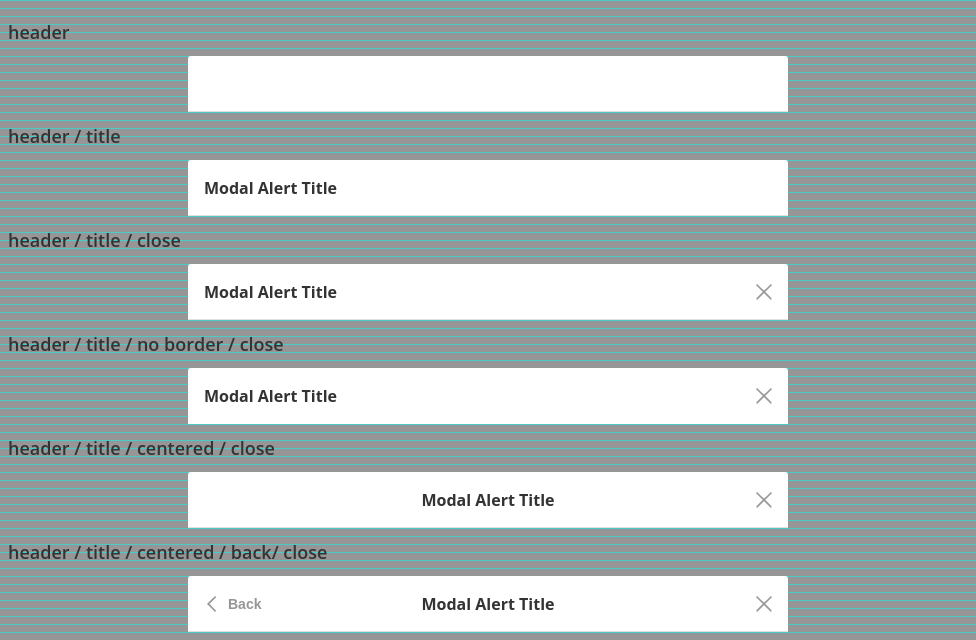 header
header / title
Modal Alert Title
header / title / close
Modal Alert Title
header / title / no border / close
Modal Alert Title
header / title / centered / close
Modal Alert Title
header / title / centered / back/ close
Back Modal Alert Title